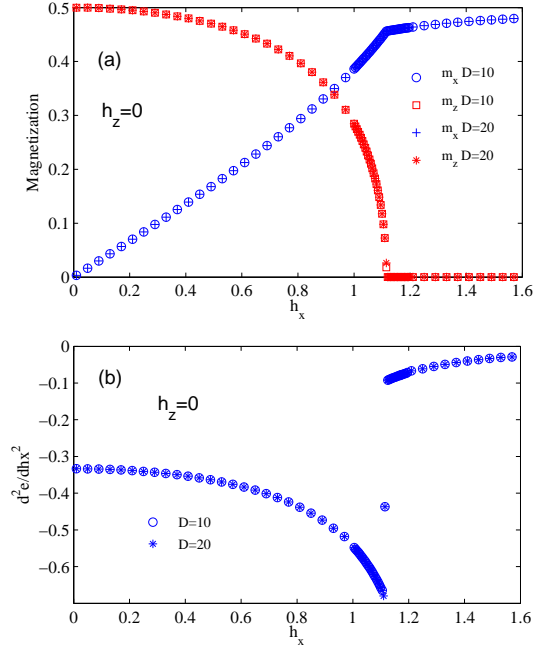 0.5
0.4
0.3
0.2
0.1
0
Magnetization
(a)
h_z=0
m_x D=10
m_z D=10
m_x D=20
m_z D=20
0 0.2 0.4 0.6 0.8 1 1.2 1.4 1.6
h_x
0
−0.1
−0.2
−0.3
−0.4
−0.5
−0.6
d²e/dhx²
(b)
h_z=0
D=10
D=20
0 0.2 0.4 0.6 0.8 1 1.2 1.4 1.6
h_x